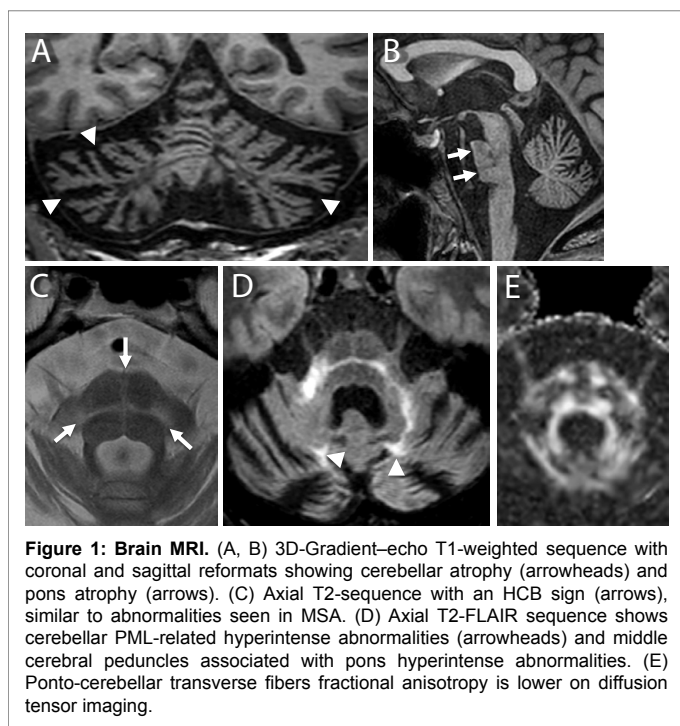 A
B
C
D
E
Figure 1: Brain MRI. (A, B) 3D-Gradient–echo T1-weighted sequence with
coronal and sagittal reformats showing cerebellar atrophy (arrowheads) and
pons atrophy (arrows). (C) Axial T2-sequence with an HCB sign (arrows),
similar to abnormalities seen in MSA. (D) Axial T2-FLAIR sequence shows
cerebellar PML-related hyperintense abnormalities (arrowheads) and middle
cerebral peduncles associated with pons hyperintense abnormalities. (E)
Ponto-cerebellar transverse fibers fractional anisotropy is lower on diffusion
tensor imaging.